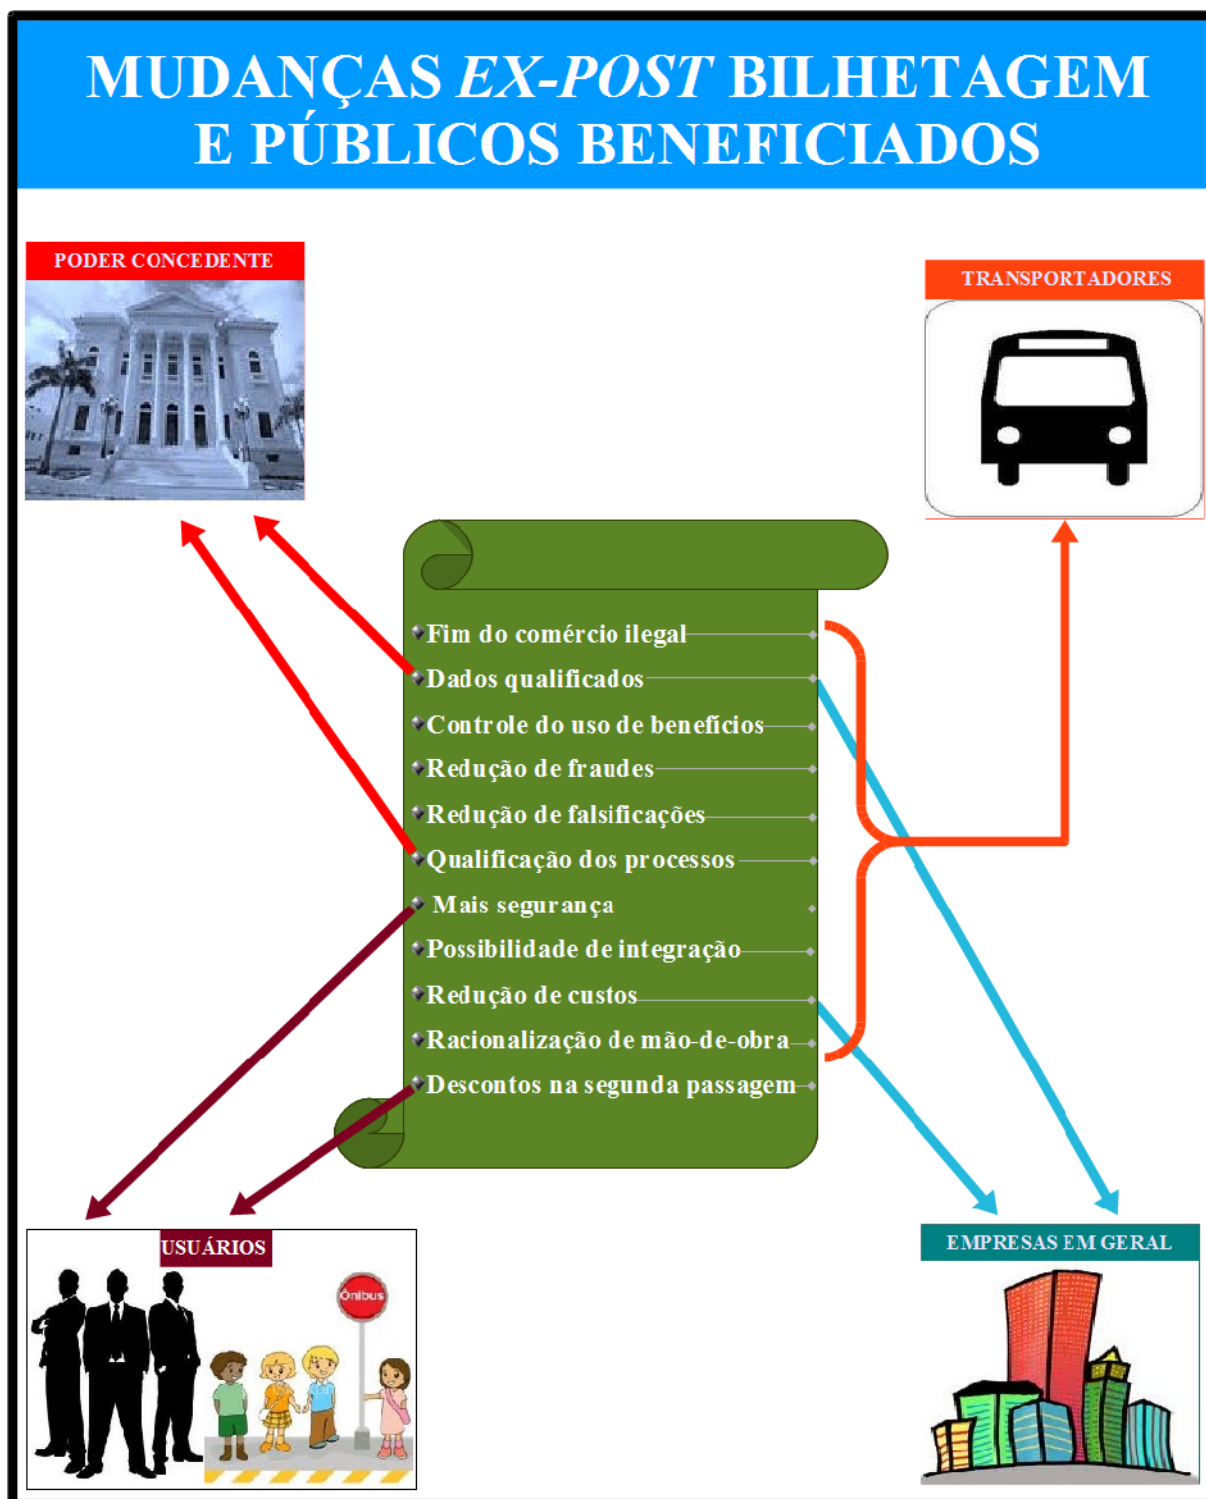 MUDANÇAS EX-POST BILHETAGEM
E PÚBLICOS BENEFICIADOS
PODER CONCEDENTE
TRANSPORTADORES
Fim do comércio ilegal
Dados qualificados
Controle do uso de benefícios
Redução de fraudes
Redução de falsificações
Qualificação dos processos
Mais segurança
Possibilidade de integração
Redução de custos
Racionalização de mão-de-obra
Descontos na segunda passagem
USUÁRIOS
Ônibus
EMPRESAS EM GERAL